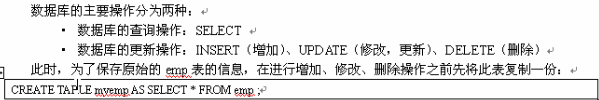 数据库的主要操作分为两种：
▪ 数据库的查询操作：SELECT
▪ 数据库的更新操作：INSERT（增加）、UPDATE（修改，更新）、DELETE（删除）
此时，为了保存原始的 emp 表的信息，在进行增加、修改、删除操作之前先将此表复制一份：
CREATE TAPLE myemp AS SELECT * FROM emp ;